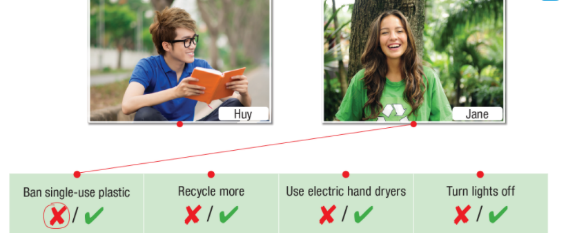 Huy
Jane
Ban single-use plastic
Recycle more
Use electric hand dryers
Turn lights off
✘ / ✔
✘ / ✔
✘ / ✔
✘ / ✔